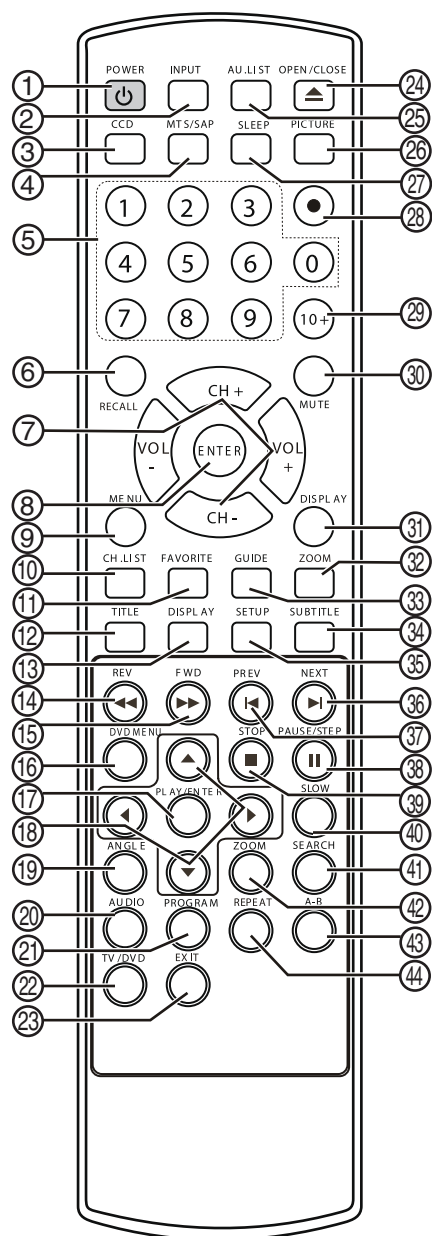 POWER INPUT AU.LIST OPEN/CLOSE
1 24
2 25
CCD MTS/SAP SLEEP PICTURE
3 26
4 27
1 2 3
28
5
4 5 6 0
7 8 9 10+
29
6 30
RECALL MUTE
CH +
7
VOL - ENTER VOL +
8
MENU CH - DISPLAY
9 31
CH.LIST FAVORITE GUIDE ZOOM
10 32
11 33
TITLE DISPLAY SETUP SUBTITLE
12 34
13 35
REV FWD PREV NEXT
14 36
15 37
DVD MENU STOP PAUSE/STEP
16 38
17 39
PLAY/ENTER SLOW
18 40
ANGLE ZOOM SEARCH
19 41
20 42
AUDIO PROGRAM REPEAT A-B
21 43
TV/DVD EXIT
22 44
23